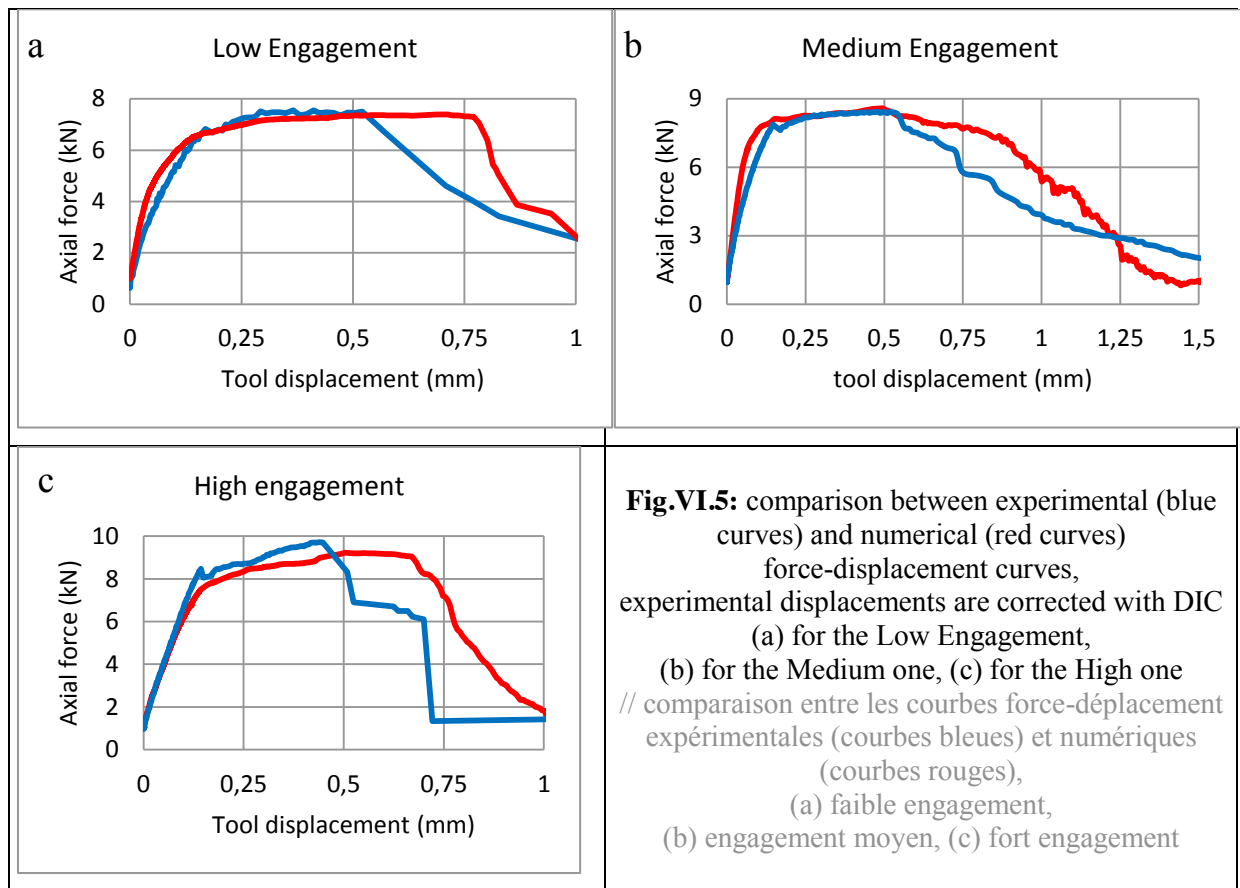 a
Low Engagement
8
6
4
2
0
Axial force (kN)
0 0,25 0,5 0,75 1
Tool displacement (mm)
b
Medium Engagement
9
6
3
0
Axial force (kN)
0 0,25 0,5 0,75 1 1,25 1,5
tool displacement (mm)
c
High engagement
10
8
6
4
2
0
Axial force (kN)
0 0,25 0,5 0,75 1
Tool displacement (mm)
Fig.VI.5: comparison between experimental (blue
curves) and numerical (red curves)
force-displacement curves,
experimental displacements are corrected with DIC
(a) for the Low Engagement,
(b) for the Medium one, (c) for the High one
// comparaison entre les courbes force-déplacement
expérimentales (courbes bleues) et numériques
(courbes rouges),
(a) faible engagement,
(b) engagement moyen, (c) fort engagement